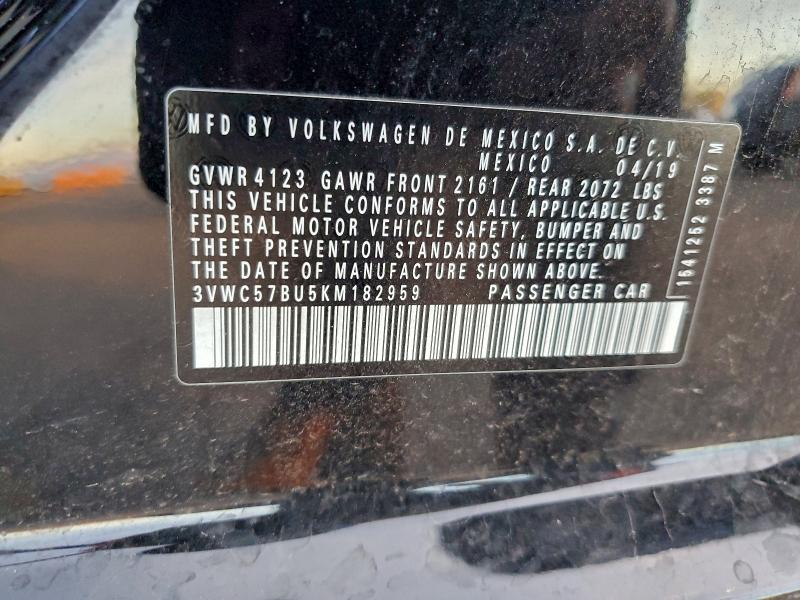 MFD BY VOLKSWAGEN DE MEXICO S.A. DE C.V.
MEXICO 04/19
GVWR 4123 GAWR FRONT 2161 / REAR 2072 LBS
THIS VEHICLE CONFORMS TO ALL APPLICABLE U.S.
FEDERAL MOTOR VEHICLE SAFETY, BUMPER AND
THEFT PREVENTION STANDARDS IN EFFECT ON
THE DATE OF MANUFACTURE SHOWN ABOVE.
3VWC57BU5KM182959 PASSENGER CAR
1541252 3387 M